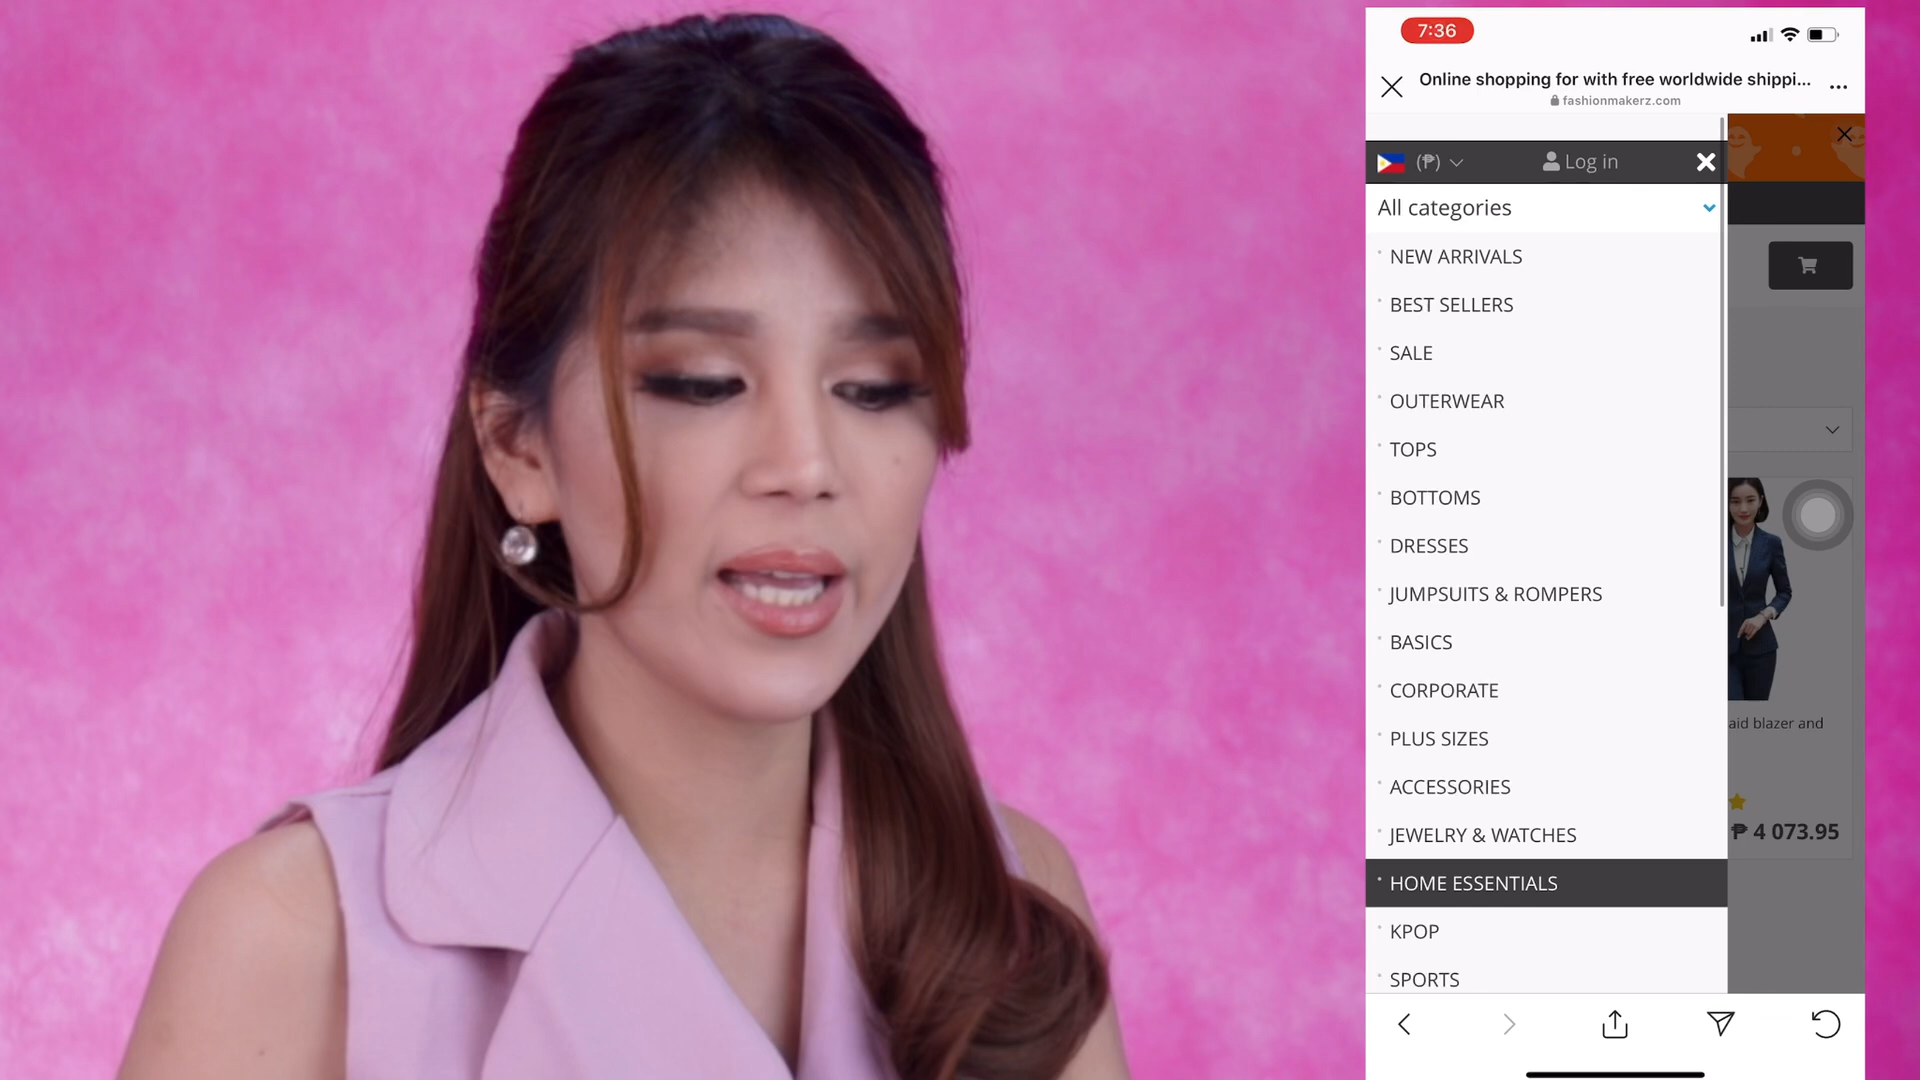 7:36
Online shopping for with free worldwide shippi...
fashionmakerz.com
(₱)
Log in
All categories
NEW ARRIVALS
BEST SELLERS
SALE
OUTERWEAR
TOPS
BOTTOMS
DRESSES
JUMPSUITS & ROMPERS
BASICS
CORPORATE
PLUS SIZES
ACCESSORIES
JEWELRY & WATCHES
HOME ESSENTIALS
KPOP
SPORTS
aid blazer and
₱ 4 073.95